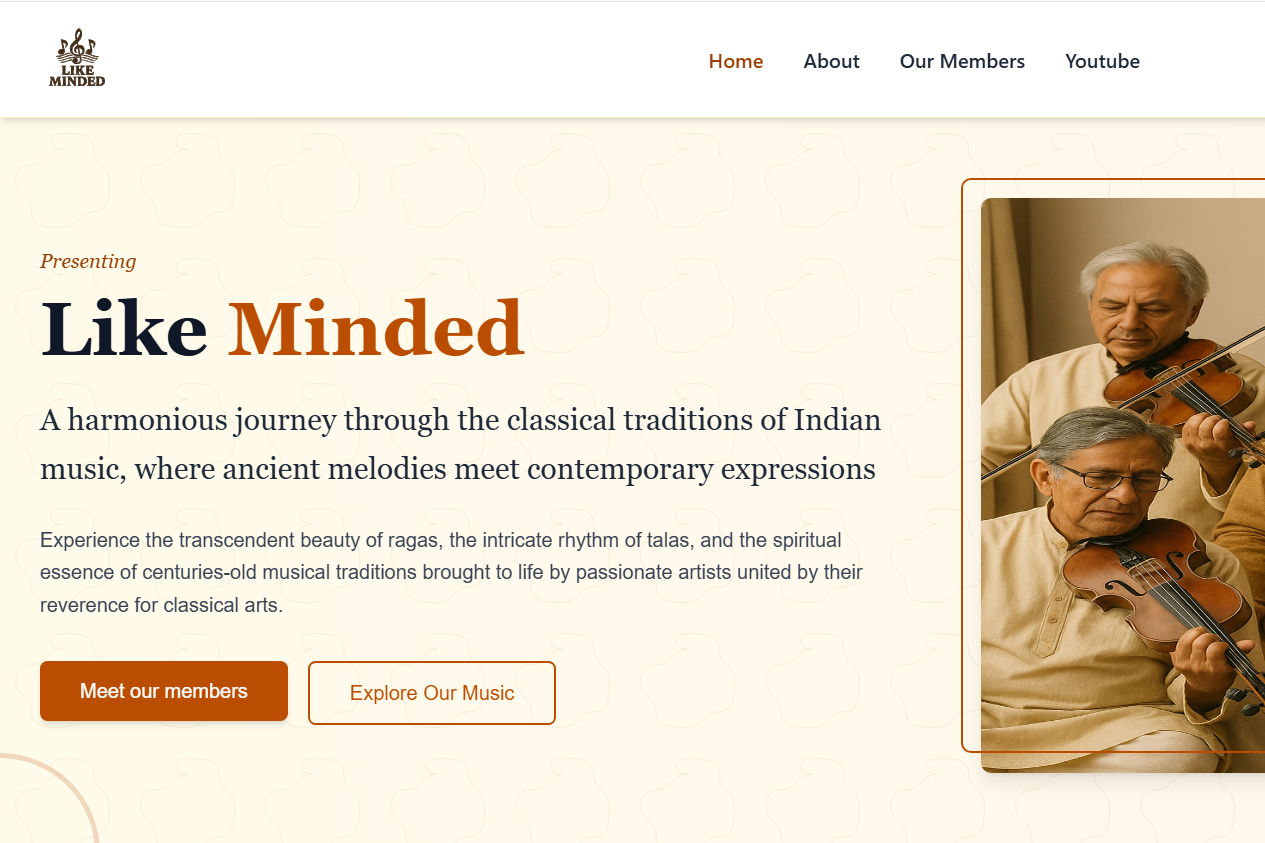 LIKE
MINDED
Home About Our Members Youtube
Presenting
Like Minded
A harmonious journey through the classical traditions of Indian
music, where ancient melodies meet contemporary expressions
Experience the transcendent beauty of ragas, the intricate rhythm of talas, and the spiritual
essence of centuries-old musical traditions brought to life by passionate artists united by their
reverence for classical arts.
Meet our members Explore Our Music